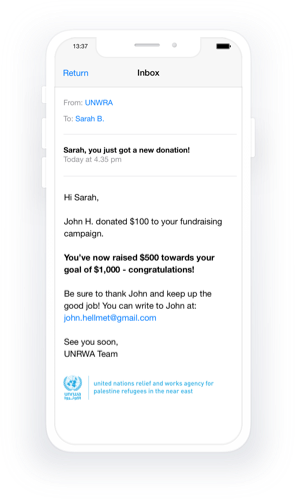 13:37
Return Inbox
From: UNWRA
To: Sarah B.
Sarah, you just got a new donation!
Today at 4.35 pm
Hi Sarah,
John H. donated $100 to your fundraising
campaign.
You've now raised $500 towards your
goal of $1,000 - congratulations!
Be sure to thank John and keep up the
good job! You can write to John at:
john.hellmet@gmail.com
See you soon,
UNRWA Team
united nations relief and works agency for
palestine refugees in the near east
unrwa
الأونروا